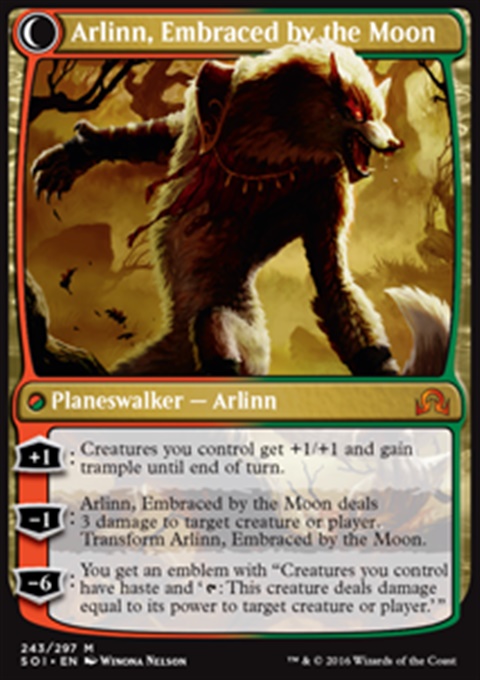 Arlinn, Embraced by the Moon
Planeswalker — Arlinn
+1 : Creatures you control get +1/+1 and gain
trample until end of turn.
Arlinn, Embraced by the Moon deals
-1 : 3 damage to target creature or player.
Transform Arlinn, Embraced by the Moon.
You get an emblem with “Creatures you control
-6 : have haste and ‘T: This creature deals damage
equal to its power to target creature or player.’”
243/297 M
SOI • EN Winona Nelson ™ & © 2016 Wizards of the Coast